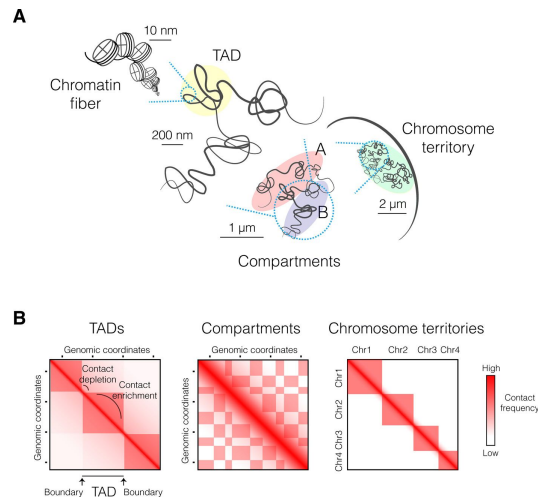 A
10 nm
TAD
Chromatin
fiber
200 nm
Chromosome
territory
A
B
2 µm
1 µm
Compartments
B
TADs
Compartments
Chromosome territories
Genomic coordinates
Genomic coordinates
Chr1 Chr2 Chr3 Chr4
Contact
depletion
Contact
enrichment
Genomic coordinates
Genomic coordinates
Chr1
Chr2
Chr3
Chr4
High
Contact
frequency
Low
Boundary TAD Boundary